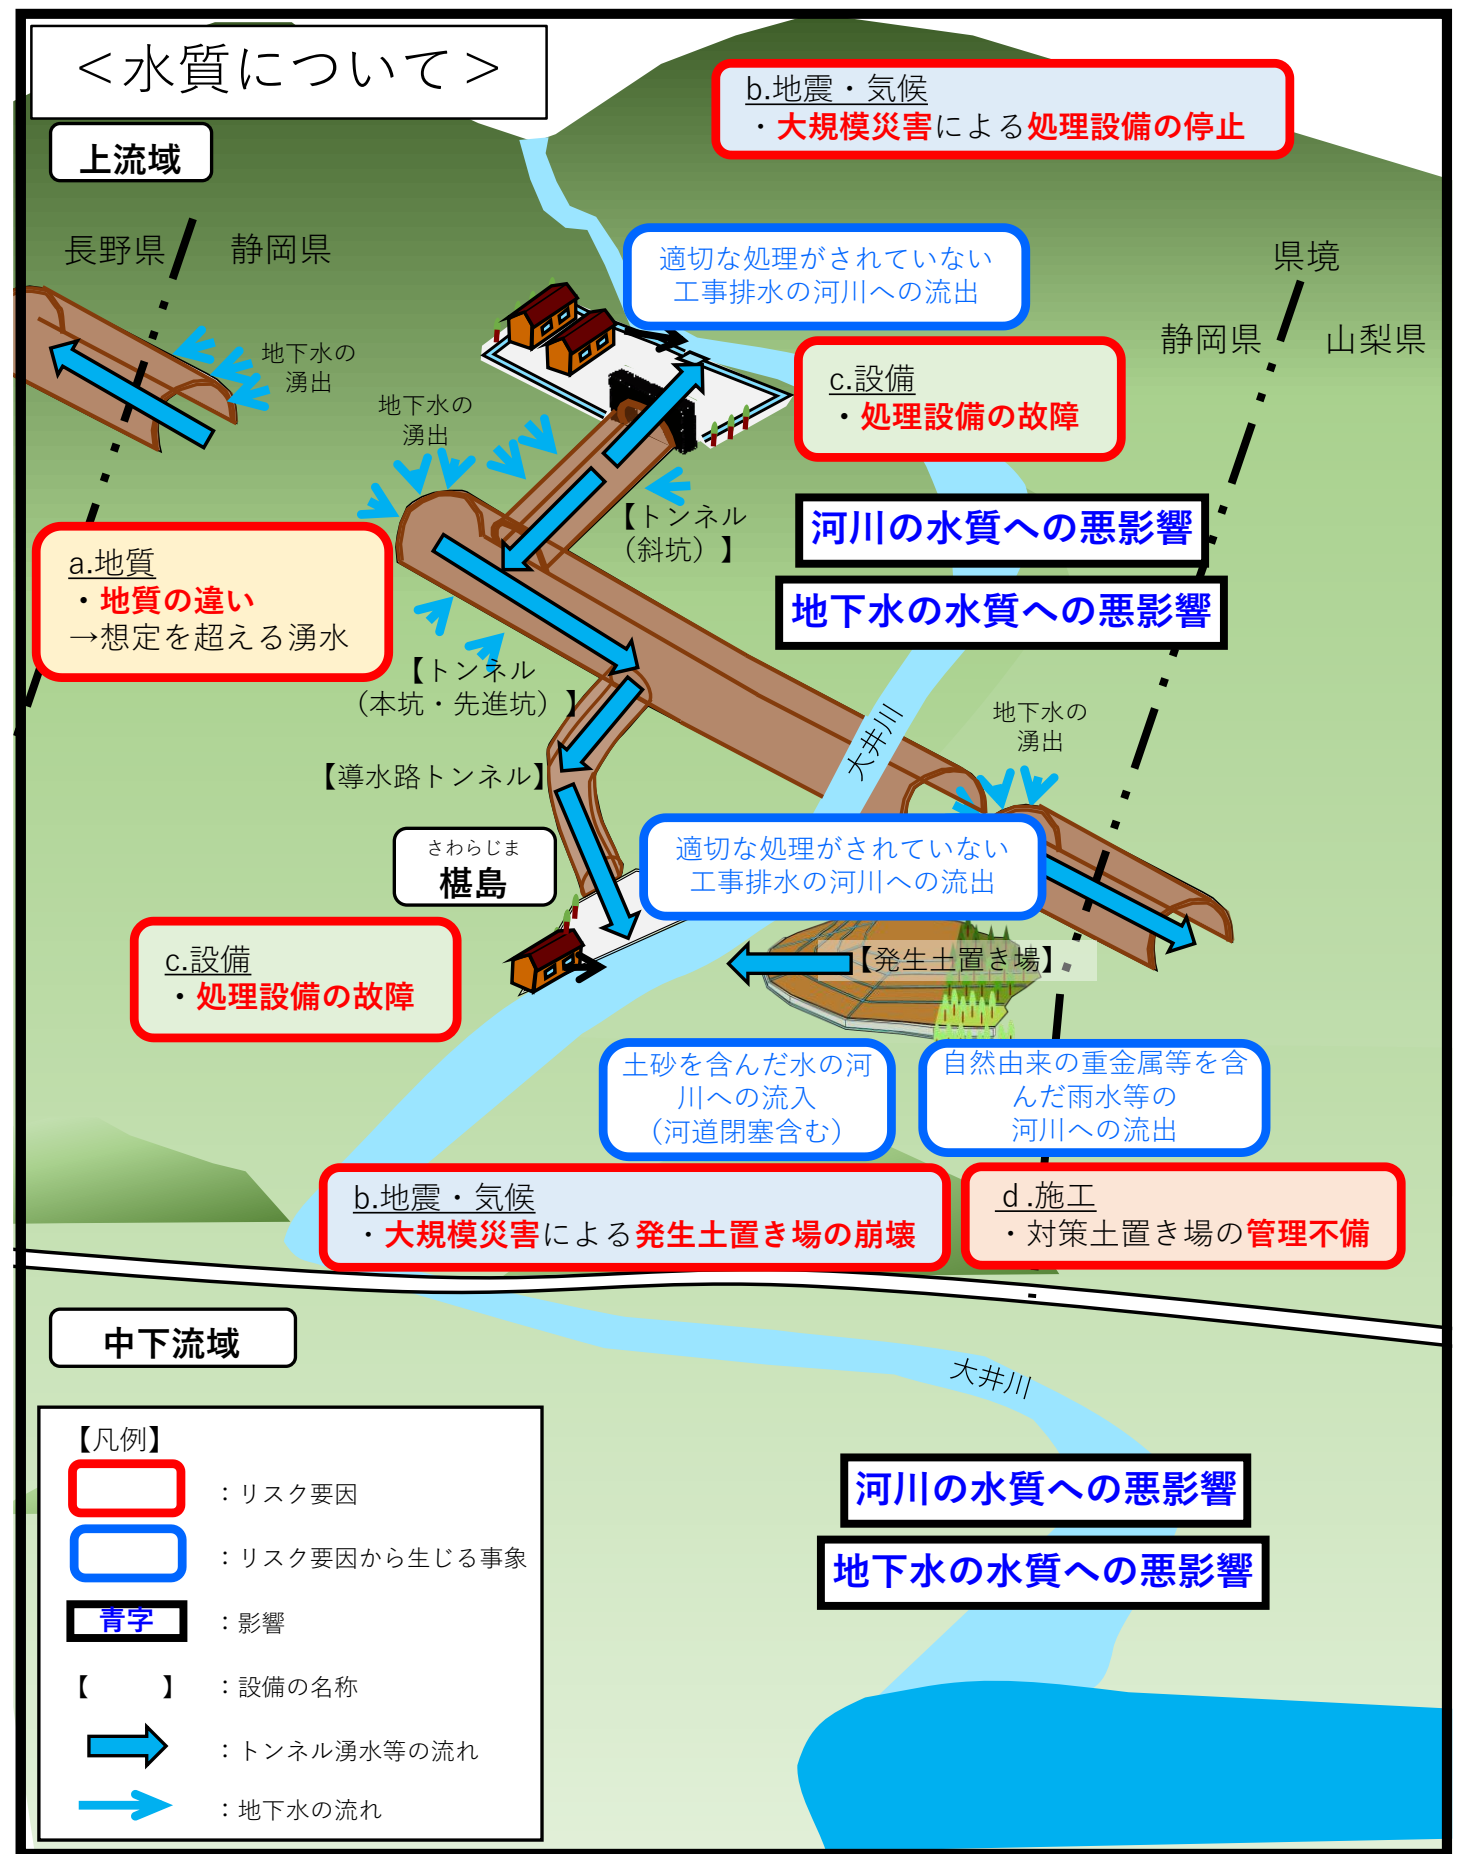 ＜水質について＞
上流域
b.地震・気候
・大規模災害による処理設備の停止
長野県
静岡県
適切な処理がされていない
工事排水の河川への流出
県境
静岡県
山梨県
地下水の
湧出
地下水の
湧出
c.設備
・処理設備の故障
【トンネル
（斜坑）】
河川の水質への悪影響
地下水の水質への悪影響
a.地質
・地質の違い
→想定を超える湧水
【トンネル
（本坑・先進坑）】
大井川
地下水の
湧出
【導水路トンネル】
さわらじま
椹島
適切な処理がされていない
工事排水の河川への流出
c.設備
・処理設備の故障
【発生土置き場】
土砂を含んだ水の河
川への流入
（河道閉塞含む）
自然由来の重金属等を含
んだ雨水等の
河川への流出
b.地震・気候
・大規模災害による発生土置き場の崩壊
d.施工
・対策土置き場の管理不備
中下流域
大井川
河川の水質への悪影響
地下水の水質への悪影響
【凡例】
：リスク要因
：リスク要因から生じる事象
青字 ：影響
【　　】 ：設備の名称
：トンネル湧水等の流れ
：地下水の流れ